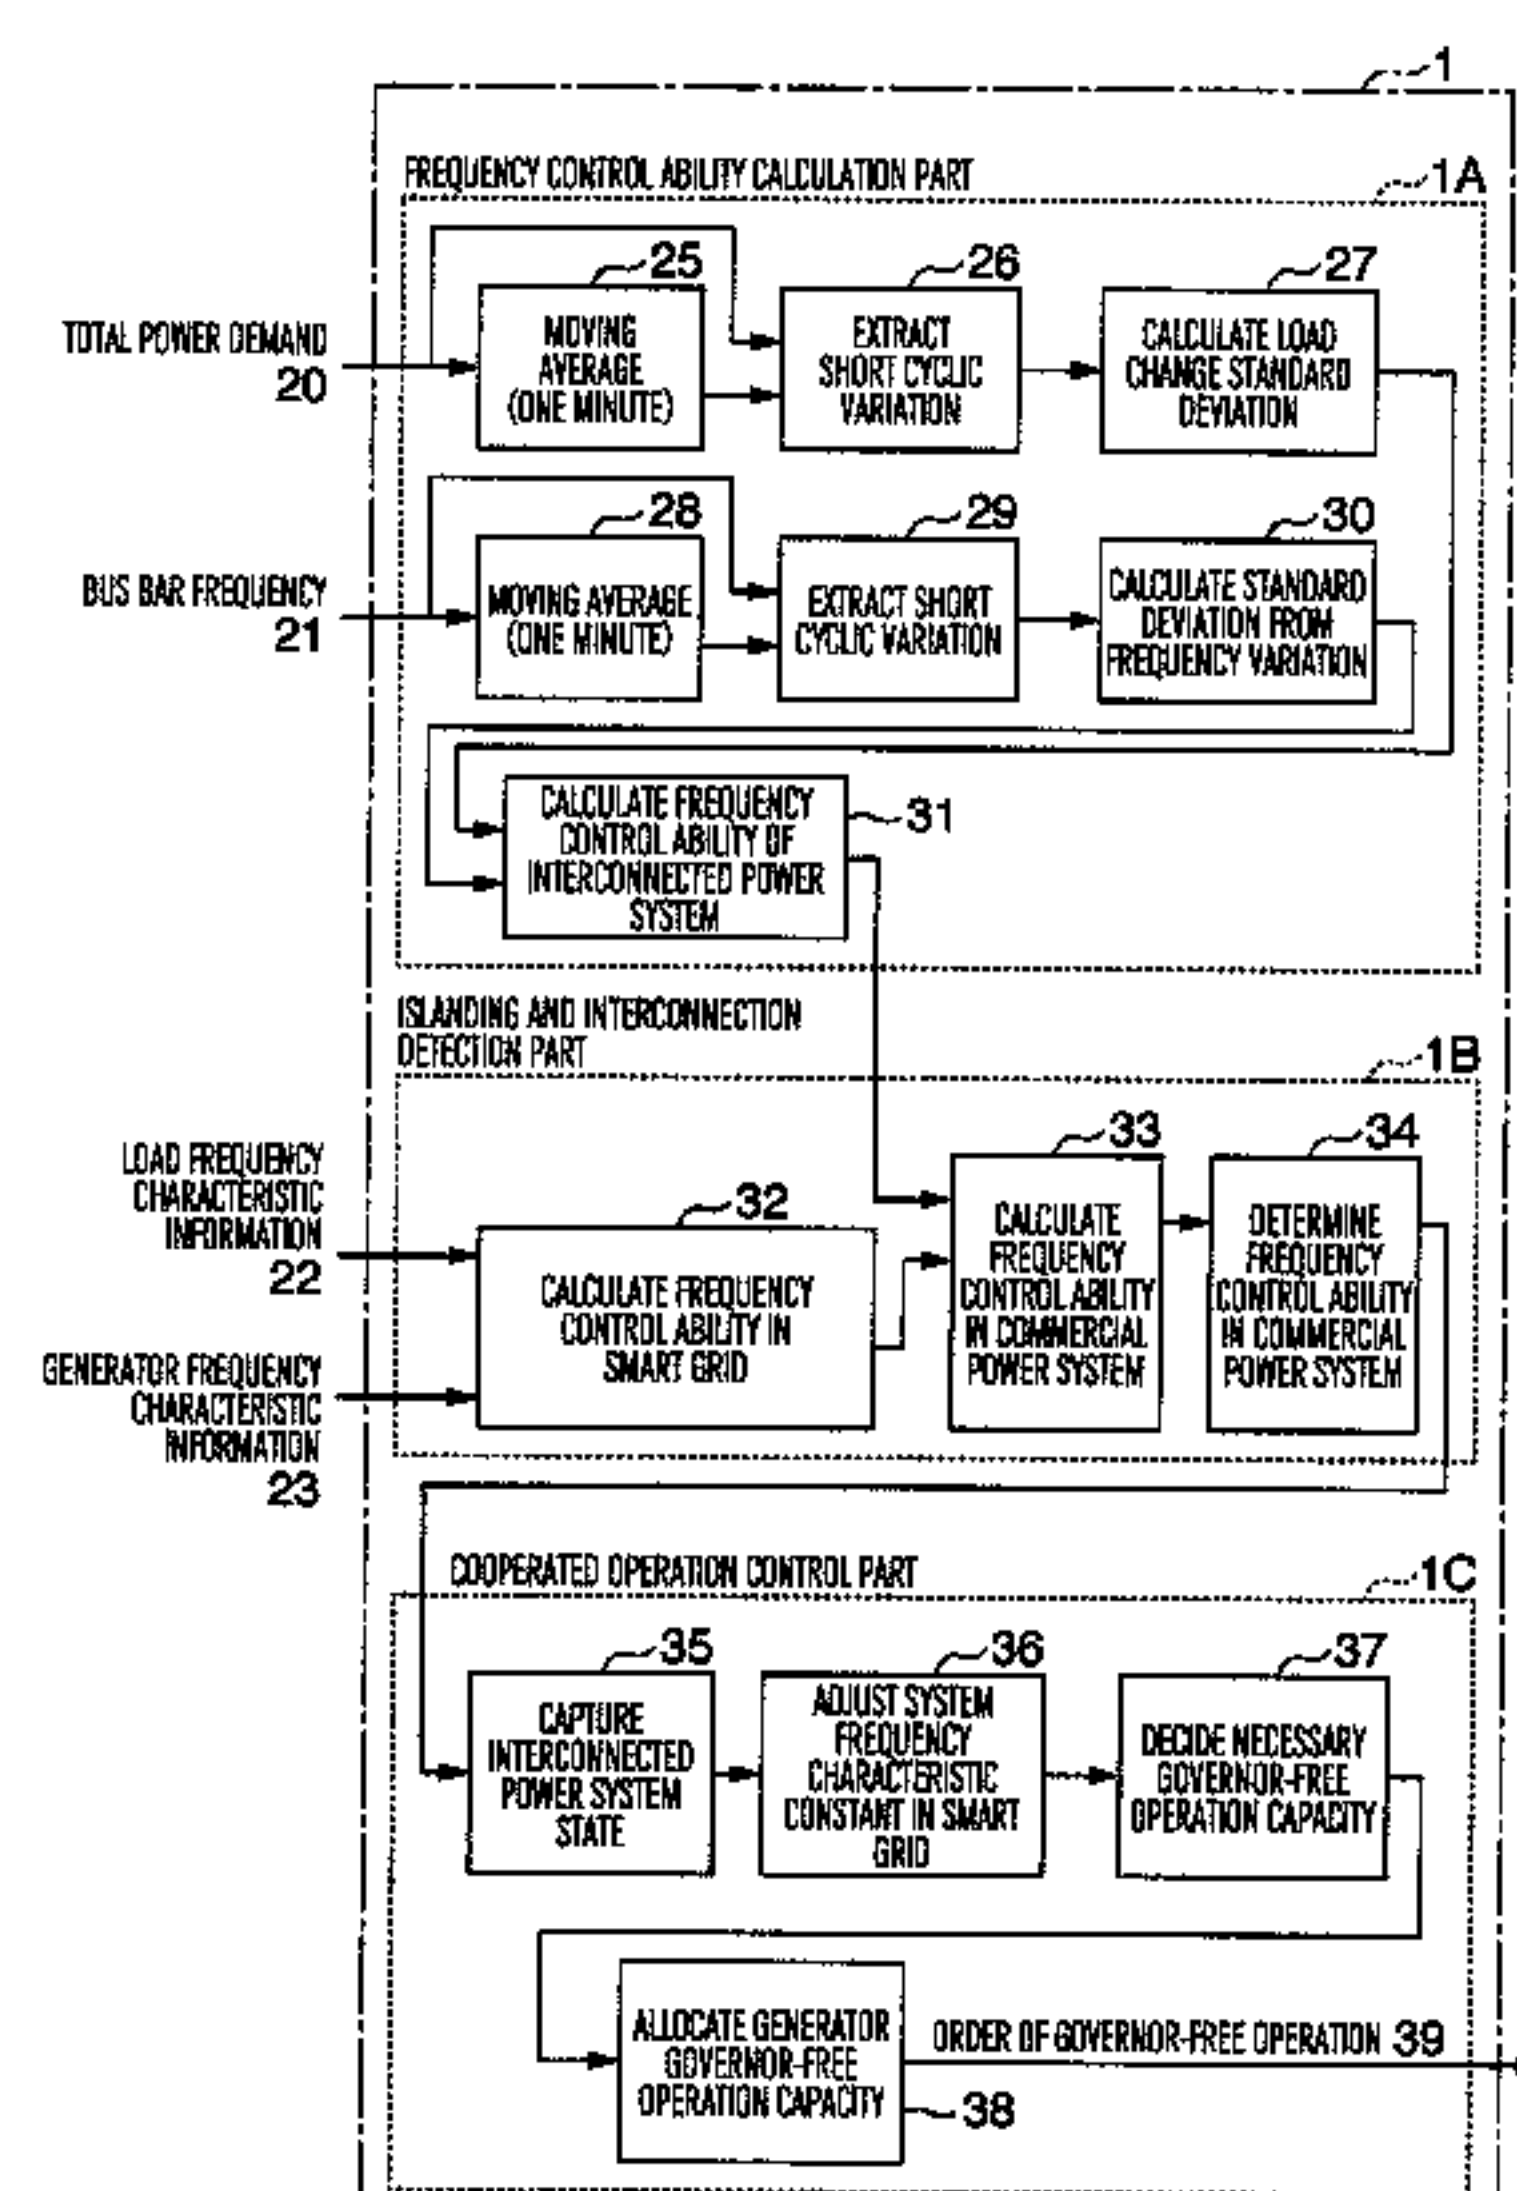 1
FREQUENCY CONTROL ABILITY CALCULATION PART
1A
25
26
27
TOTAL POWER DEMAND
20
MOVING
AVERAGE
(ONE MINUTE)
EXTRACT
SHORT CYCLIC
VARIATION
CALCULATE LOAD
CHANGE STANDARD
DEVIATION
28
29
30
BUS BAR FREQUENCY
21
MOVING AVERAGE
(ONE MINUTE)
EXTRACT SHORT
CYCLIC VARIATION
CALCULATE STANDARD
DEVIATION FROM
FREQUENCY VARIATION
CALCULATE FREQUENCY
CONTROL ABILITY OF
INTERCONNECTED POWER
SYSTEM
31
ISLANDING AND INTERCONNECTION
DETECTION PART
1B
LOAD FREQUENCY
CHARACTERISTIC
INFORMATION
22
GENERATOR FREQUENCY
CHARACTERISTIC
INFORMATION
23
32
CALCULATE FREQUENCY
CONTROL ABILITY IN
SMART GRID
33
CALCULATE
FREQUENCY
CONTROL ABILITY
IN COMMERCIAL
POWER SYSTEM
34
DETERMINE
FREQUENCY
CONTROL ABILITY
IN COMMERCIAL
POWER SYSTEM
COOPERATED OPERATION CONTROL PART
1C
35
CAPTURE
INTERCONNECTED
POWER SYSTEM
STATE
36
ADJUST SYSTEM
FREQUENCY
CHARACTERISTIC
CONSTANT IN SMART
GRID
37
DECIDE NECESSARY
GOVERNOR-FREE
OPERATION CAPACITY
ALLOCATE GENERATOR
GOVERNOR-FREE
OPERATION CAPACITY
38
ORDER OF GOVERNOR-FREE OPERATION 39